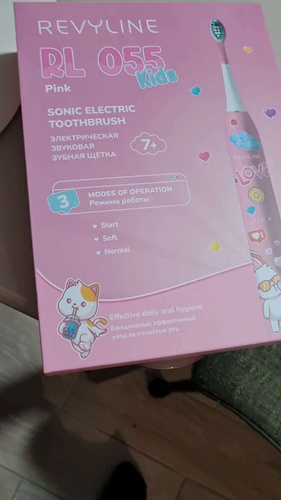 REVYLINE
RL 055
Kids
Pink
SONIC ELECTRIC
TOOTHBRUSH
ЭЛЕКТРИЧЕСКАЯ
ЗВУКОВАЯ
ЗУБНАЯ ЩЕТКА
7+
REVYLINE
LOVE
3
MODES OF OPERATION
Режима работы
Start
Soft
Normal
Effective daily oral hygiene
Ежедневный эффективный
уход за полостью рта